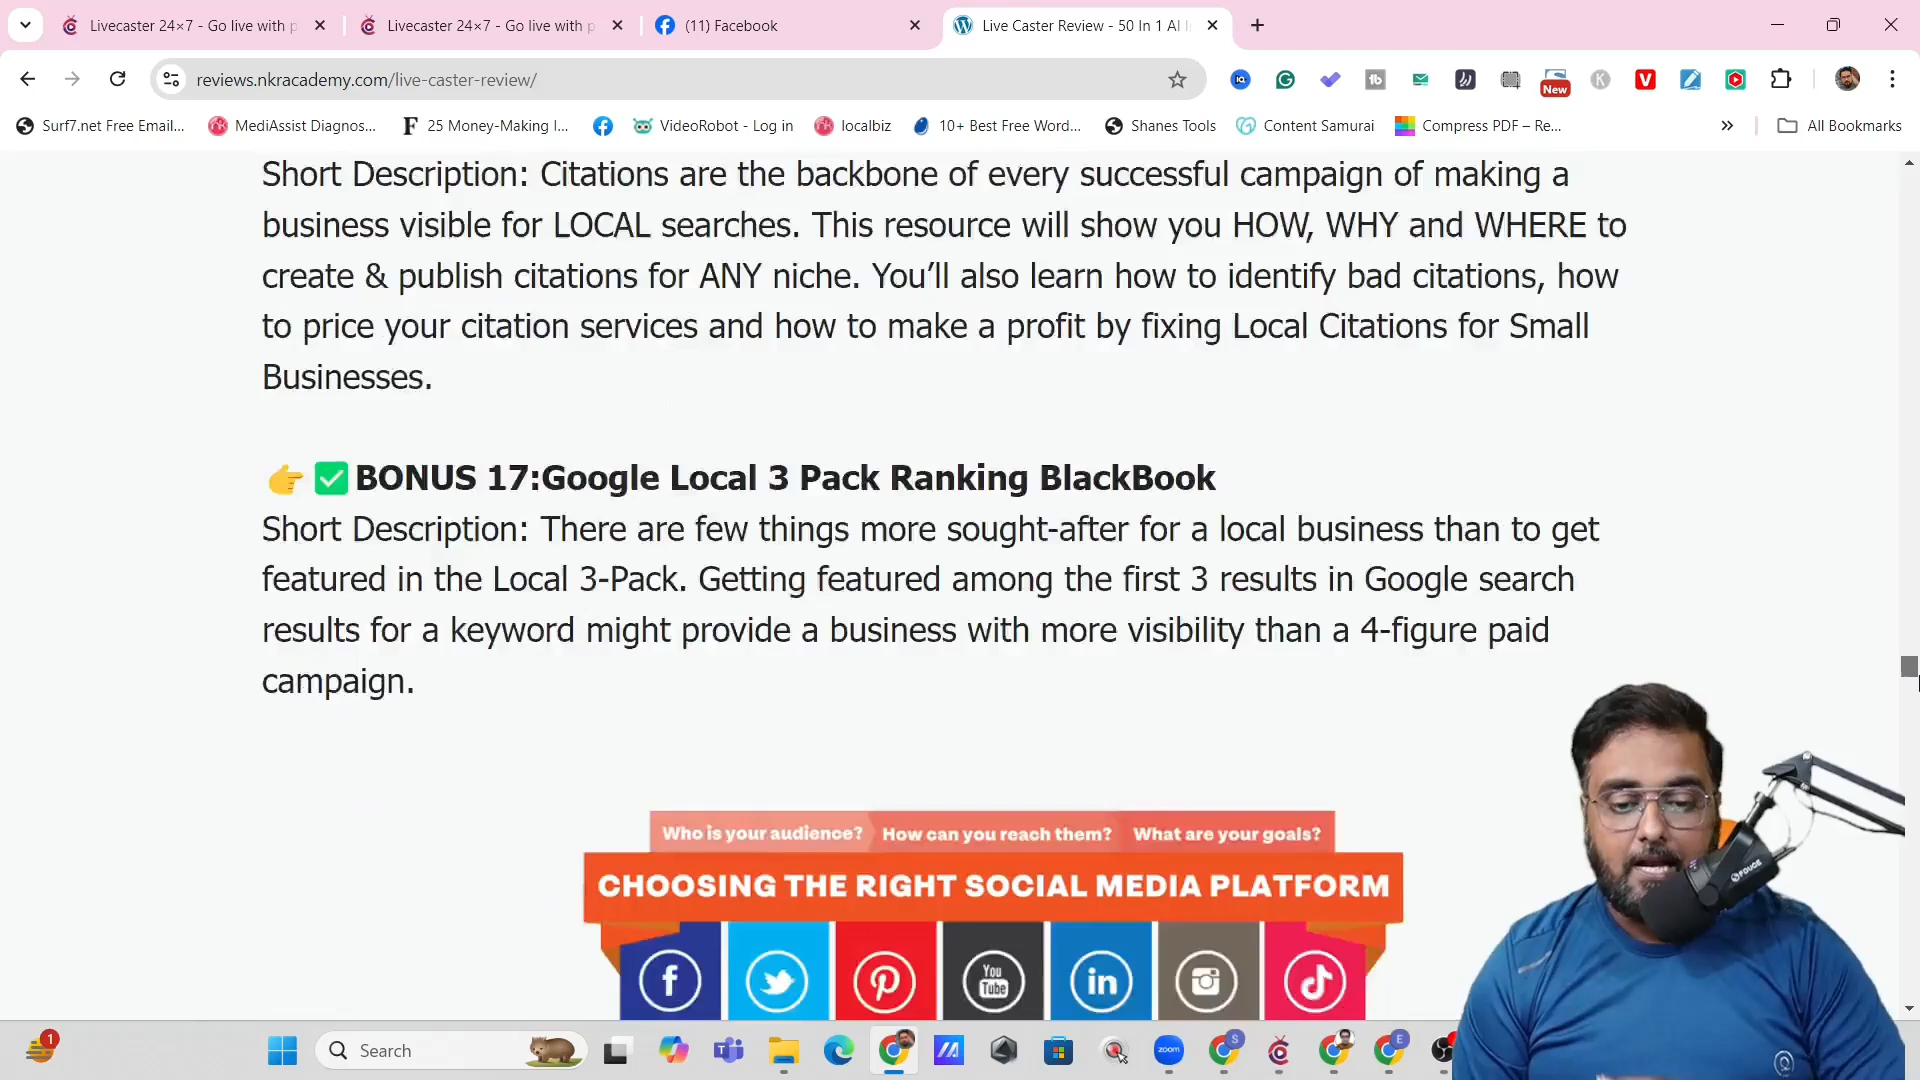 Livecaster 24×7 - Go live with p
Livecaster 24×7 - Go live with p
(11) Facebook
Live Caster Review - 50 In 1 AI I
reviews.nkracademy.com/live-caster-review/
New
Surf7.net Free Email...
MediAssist Diagnos...
25 Money-Making I...
VideoRobot - Log in
localbiz
10+ Best Free Word...
Shanes Tools
Content Samurai
Compress PDF – Re...
All Bookmarks
Short Description: Citations are the backbone of every successful campaign of making a
business visible for LOCAL searches. This resource will show you HOW, WHY and WHERE to
create & publish citations for ANY niche. You’ll also learn how to identify bad citations, how
to price your citation services and how to make a profit by fixing Local Citations for Small
Businesses.
👉✅BONUS 17:Google Local 3 Pack Ranking BlackBook
Short Description: There are few things more sought-after for a local business than to get
featured in the Local 3-Pack. Getting featured among the first 3 results in Google search
results for a keyword might provide a business with more visibility than a 4-figure paid
campaign.
Who is your audience?
How can you reach them?
What are your goals?
CHOOSING THE RIGHT SOCIAL MEDIA PLATFORM
You
Tube
in
FDUCE
1
Search
zoom
S
E